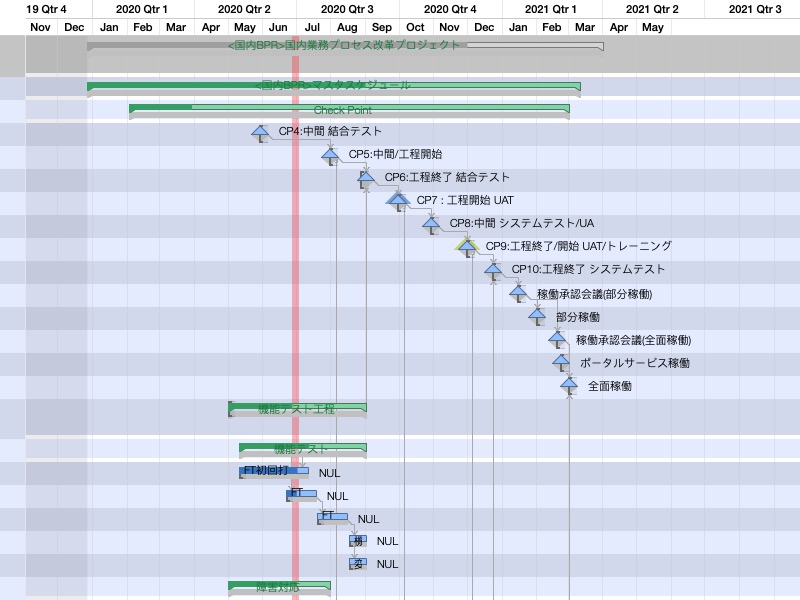 19 Qtr 4 2020 Qtr 1 2020 Qtr 2 2020 Qtr 3 2020 Qtr 4 2021 Qtr 1 2021 Qtr 2 2021 Qtr 3
Nov Dec Jan Feb Mar Apr May Jun Jul Aug Sep Oct Nov Dec Jan Feb Mar Apr May
<国内BPR>国内業務プロセス改革プロジェクト
<国内BPR>マスタスケジュール
Check Point
CP4:中間 結合テスト
CP5:中間/工程開始
CP6:工程終了 結合テスト
CP7 : 工程開始 UAT
CP8:中間 システムテスト/UA
CP9:工程終了/開始 UAT/トレーニング
CP10:工程終了 システムテスト
稼働承認会議(部分稼働)
部分稼働
稼働承認会議(全面稼働)
ポータルサービス稼働
全面稼働
機能テスト工程
機能テスト
FT初回打 NUL
FT NUL
FT NUL
機 NUL
変 NUL
障害対応